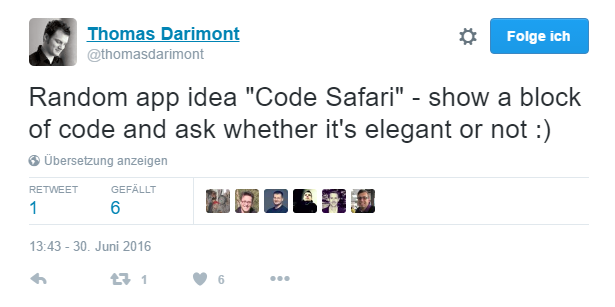 Thomas Darimont
@thomasdarimont
Folge ich
Random app idea "Code Safari" - show a block
of code and ask whether it's elegant or not :)
Übersetzung anzeigen
RETWEET
1
GEFÄLLT
6
13:43 - 30. Juni 2016
1
6